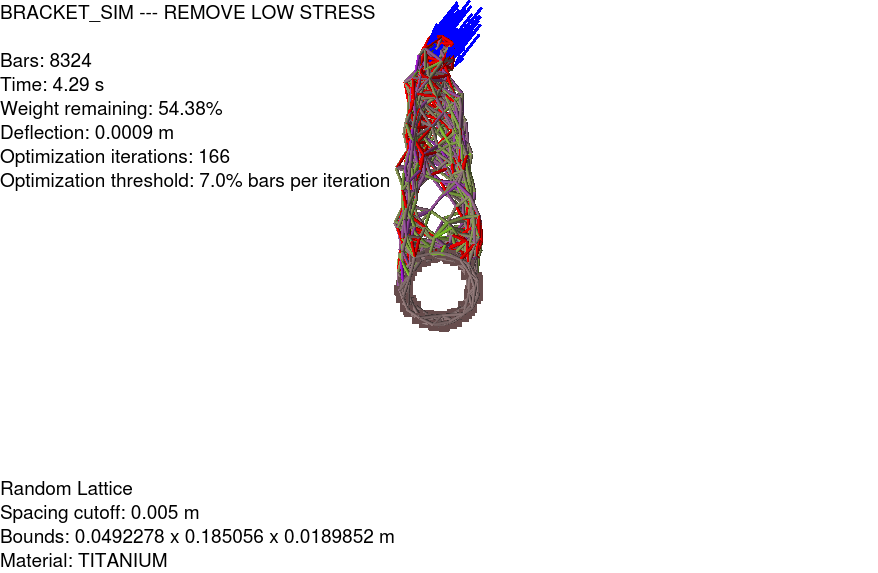 BRACKET_SIM --- REMOVE LOW STRESS
Bars: 8324
Time: 4.29 s
Weight remaining: 54.38%
Deflection: 0.0009 m
Optimization iterations: 166
Optimization threshold: 7.0% bars per iteration
Random Lattice
Spacing cutoff: 0.005 m
Bounds: 0.0492278 x 0.185056 x 0.0189852 m
Material: TITANIUM